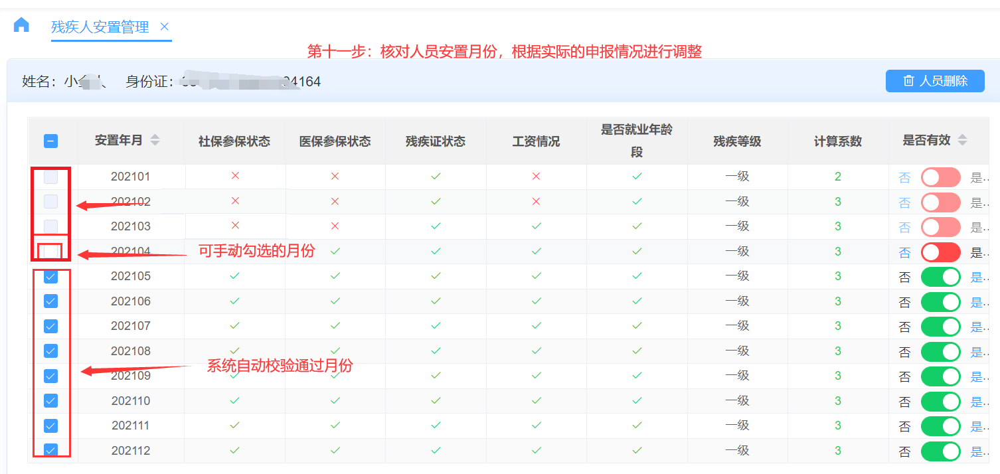 残疾人安置管理
第十一步：核对人员安置月份，根据实际的申报情况进行调整
姓名：小 身份证： 4164 人员删除
安置年月 社保参保状态 医保参保状态 残疾证状态 工资情况 是否就业年龄段 残疾等级 计算系数 是否有效
202101 一级 2 否 是..
202102 一级 3 否 是..
202103 一级 3 否 是..
202104 可手动勾选的月份 一级 3 否 是..
202105 一级 3 否 是..
202106 一级 3 否 是..
202107 一级 3 否 是..
202108 一级 3 否 是..
系统自动校验通过月份
202109 一级 3 否 是..
202110 一级 3 否 是..
202111 一级 3 否 是..
202112 一级 3 否 是..